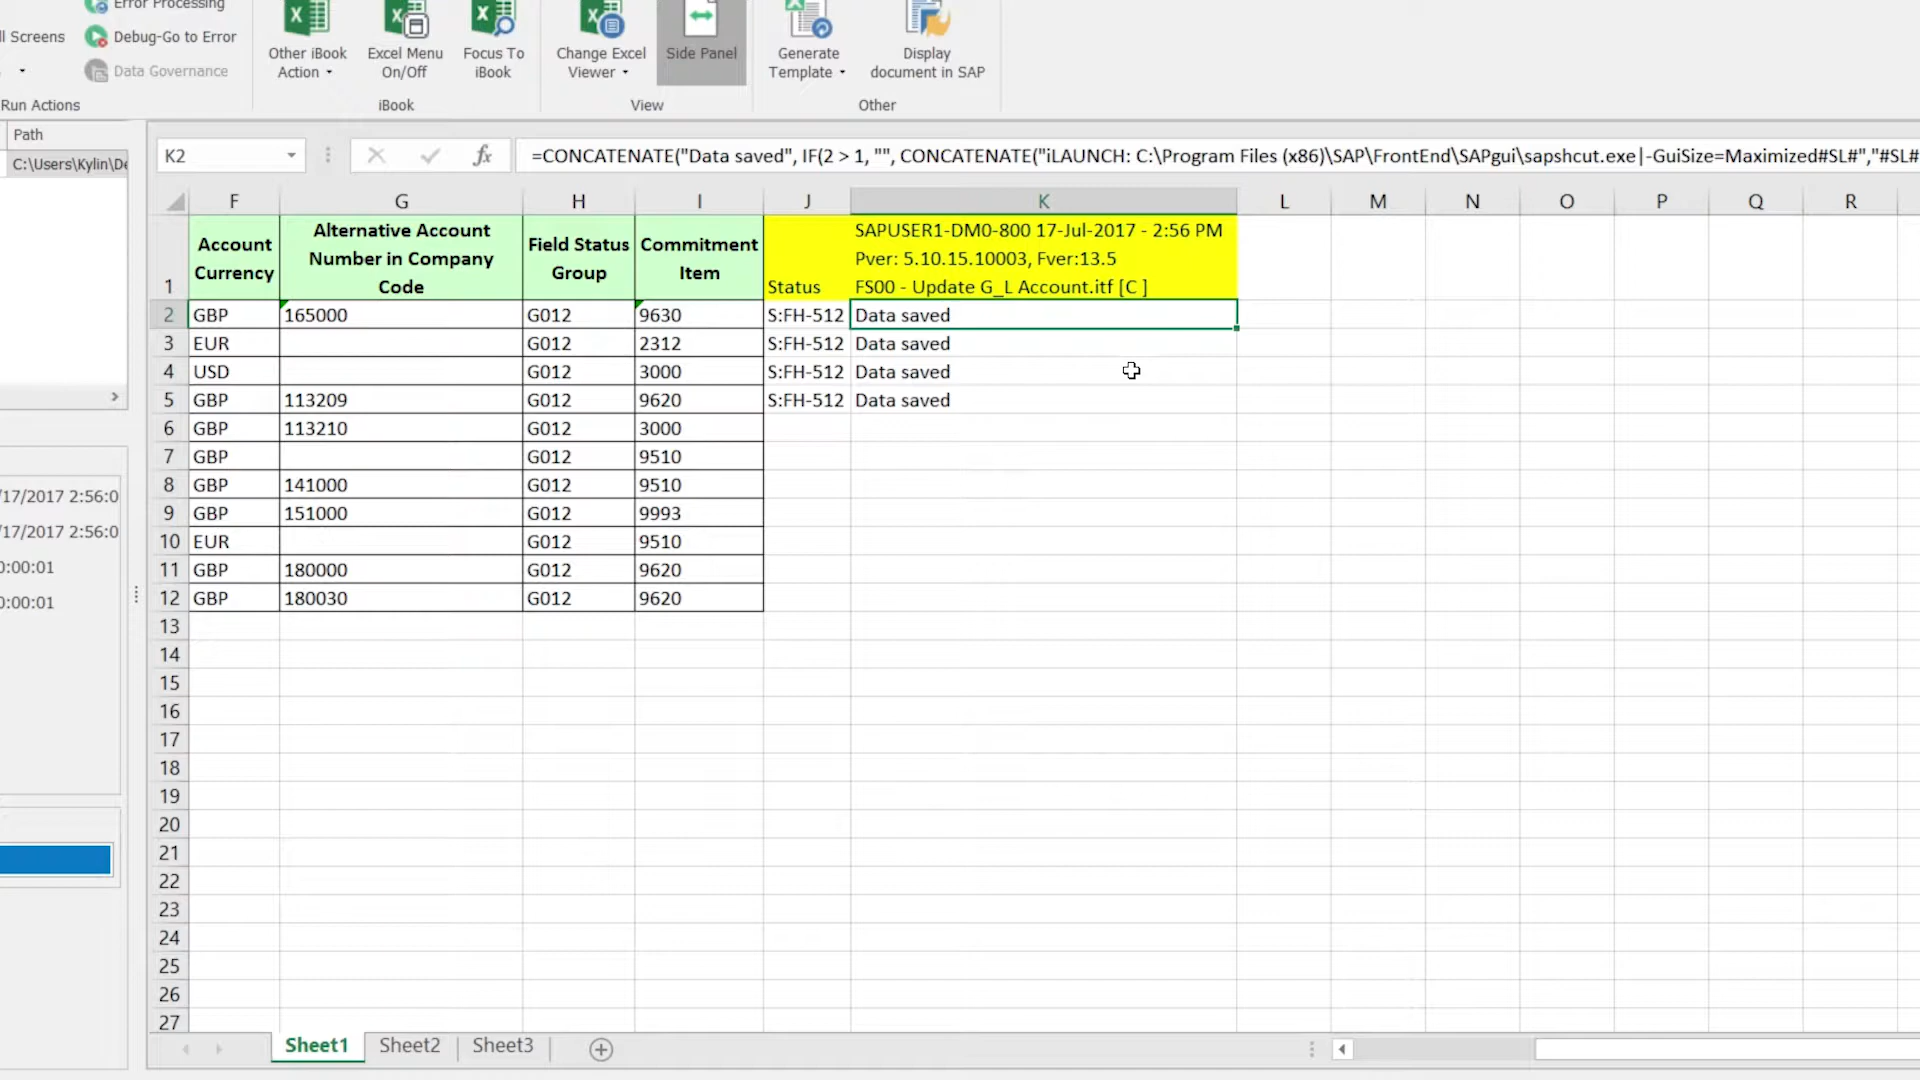 Error Processing
ll Screens
Debug-Go to Error
Data Governance
Run Actions
Other iBook
Action
Excel Menu
On/Off
Focus To
iBook
iBook
Change Excel
Viewer
Side Panel
View
Generate
Template
Display
document in SAP
Other
Path
C:\Users\Kylin\De
K2
fx
=CONCATENATE("Data saved", IF(2 > 1, "", CONCATENATE("iLAUNCH: C:\Program Files (x86)\SAP\FrontEnd\SAPgui\sapshcut.exe|-GuiSize=Maximized#SL#","#SL#
F G H I J K L M N O P Q R
1
Account
Currency
Alternative Account
Number in Company
Code
Field Status
Group
Commitment
Item
Status
SAPUSER1-DM0-800 17-Jul-2017 - 2:56 PM
Pver: 5.10.15.10003, Fver:13.5
FS00 - Update G_L Account.itf [C ]
2 GBP 165000 G012 9630 S:FH-512 Data saved
3 EUR G012 2312 S:FH-512 Data saved
4 USD G012 3000 S:FH-512 Data saved
5 GBP 113209 G012 9620 S:FH-512 Data saved
6 GBP 113210 G012 3000
7 GBP G012 9510
8 GBP 141000 G012 9510
9 GBP 151000 G012 9993
10 EUR G012 9510
11 GBP 180000 G012 9620
12 GBP 180030 G012 9620
13
14
15
16
17
18
19
20
21
22
23
24
25
26
27
/17/2017 2:56:0
/17/2017 2:56:0
0:00:01
0:00:01
Sheet1 Sheet2 Sheet3